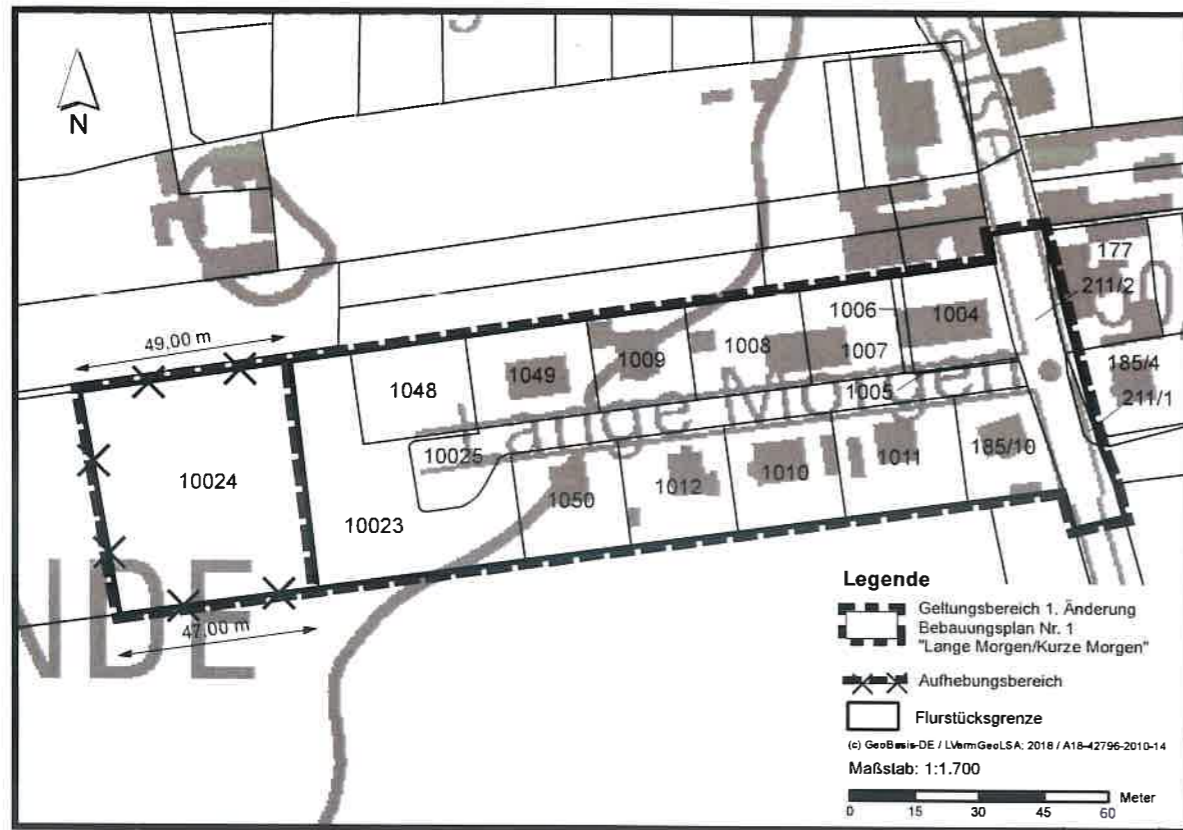 N
49,00 m
177
211/2
1006
1004
1009
1008
1007
1049
1048
1005
185/4
211/1
Lange Morgen
10025
10024
1050
1012
1010
1011
185/10
10023
NDE
47,00 m
Legende
Geltungsbereich 1. Änderung
Bebauungsplan Nr. 1
"Lange Morgen/Kurze Morgen"
Aufhebungsbereich
Flurstücksgrenze
(c) GeoBasis-DE / LVermGeoLSA; 2018 / A18-42796-2010-14
Maßstab: 1:1.700
Meter
0 15 30 45 60